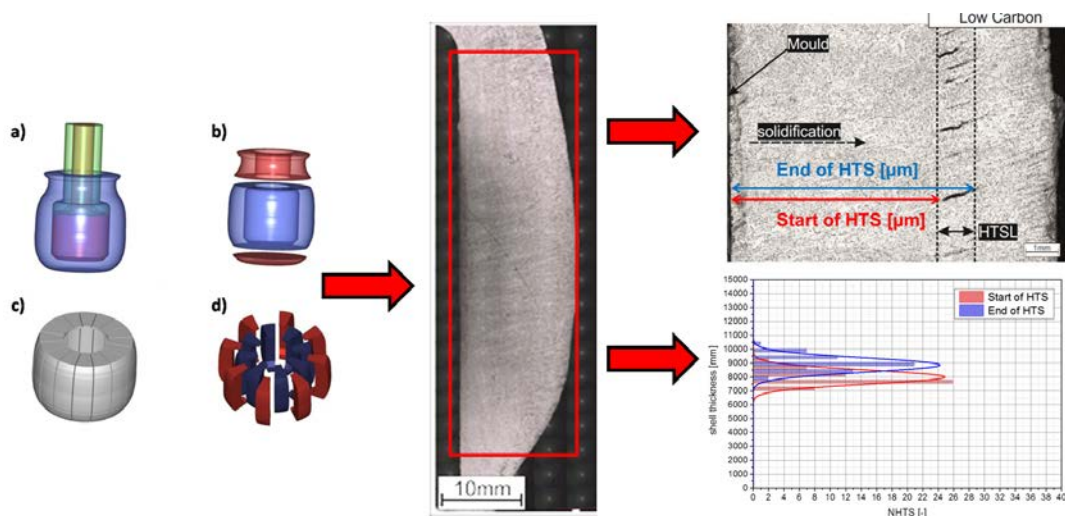 a)
b)
c)
d)
10mm
Low Carbon
Mould
solidification
End of HTS [µm]
Start of HTS [µm]
HTSL
1mm
15000
14000
13000
12000
11000
10000
9000
8000
7000
6000
5000
4000
3000
2000
1000
0
shell thickness [mm]
Start of HTS
End of HTS
0 2 4 6 8 10 12 14 16 18 20 22 24 26 28 30 32 34 36 38 40
NHTS [-]